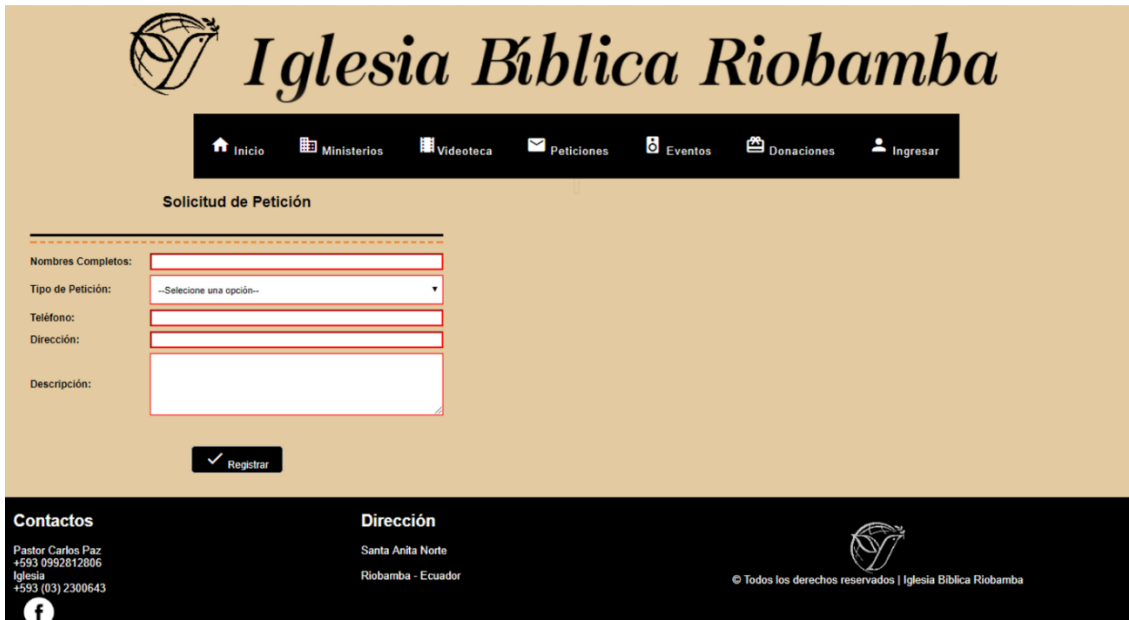 Iglesia Bíblica Riobamba
Inicio Ministerios Videoteca Peticiones Eventos Donaciones Ingresar
Solicitud de Petición
Nombres Completos:
Tipo de Petición: --Selecione una opción--
Teléfono:
Dirección:
Descripción:
Registrar
Contactos
Pastor Carlos Paz
+593 0992812806
Iglesia
+593 (03) 2300643
Dirección
Santa Anita Norte
Riobamba - Ecuador
© Todos los derechos reservados | Iglesia Bíblica Riobamba